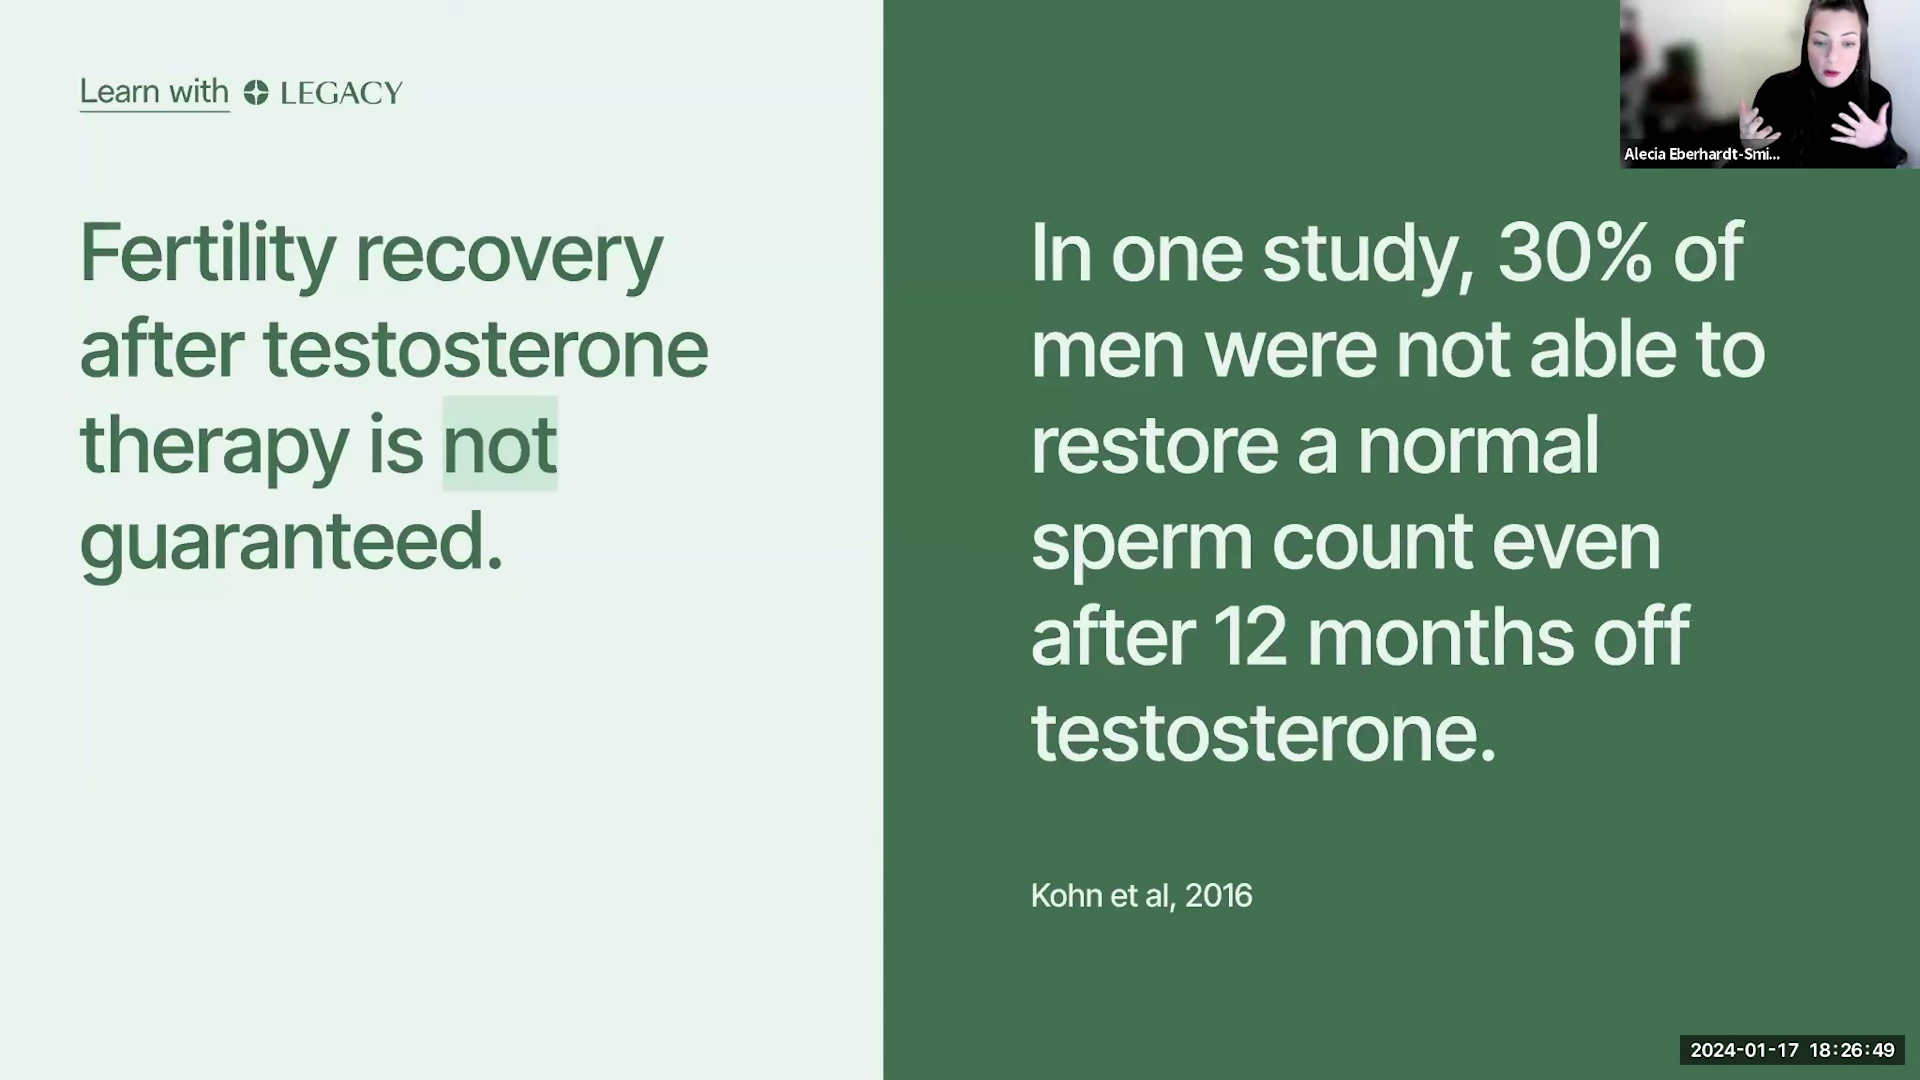 Learn with LEGACY
Alecia Eberhardt-Smi...
Fertility recovery
after testosterone
therapy is not
guaranteed.
In one study, 30% of
men were not able to
restore a normal
sperm count even
after 12 months off
testosterone.
Kohn et al, 2016
2024-01-17 18:26:49